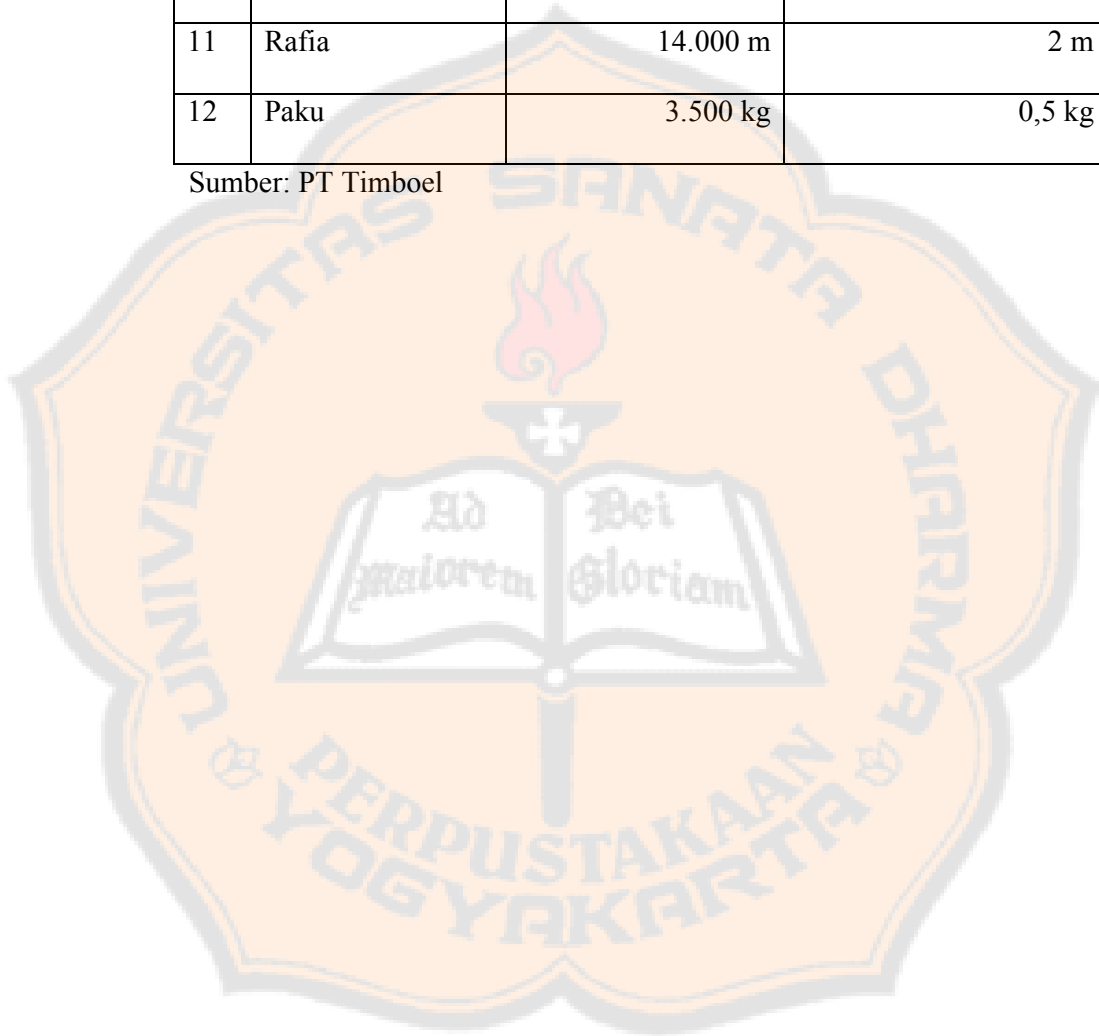 11 Rafia 14.000 m 2 m
12 Paku 3.500 kg 0,5 kg
Sumber: PT Timboel
UNIVERSITAS SANATA DHARMA
Ad Maiorem
Dei Gloriam
PERPUSTAKAAN
YOGYAKARTA